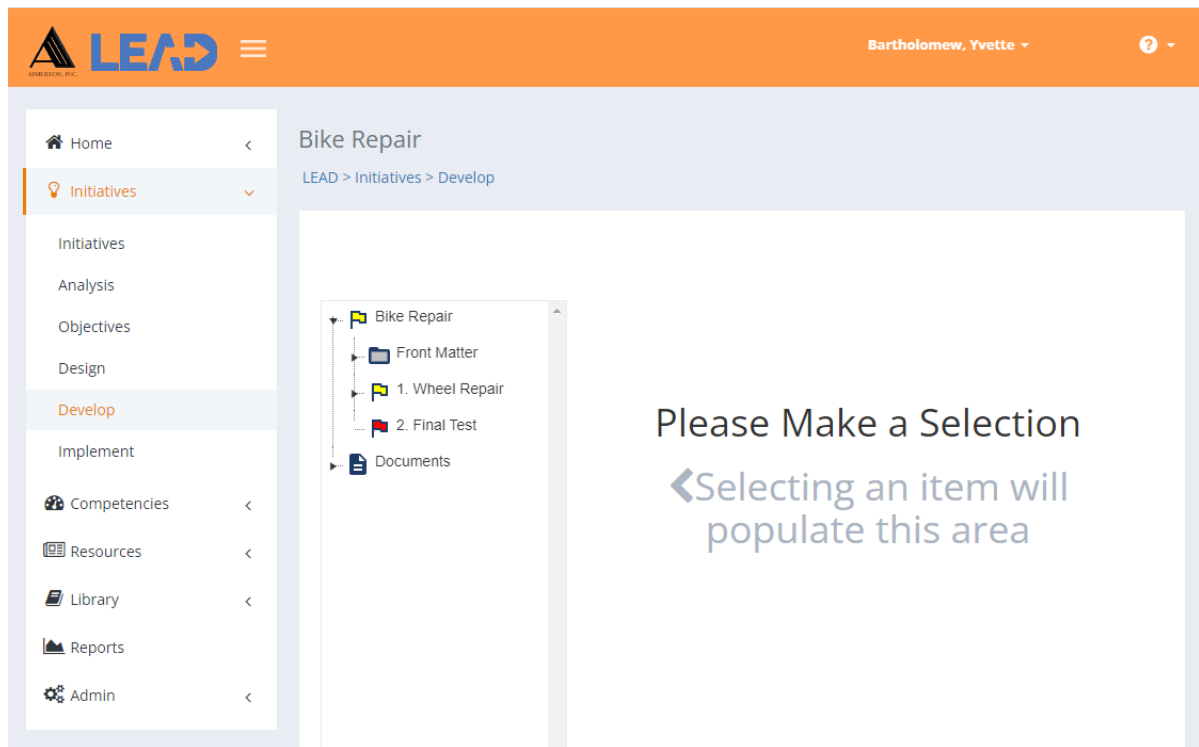 AIMEREON, INC
LEAD
Bartholomew, Yvette
?
Home
Initiatives
Initiatives
Analysis
Objectives
Design
Develop
Implement
Competencies
Resources
Library
Reports
Admin
Bike Repair
LEAD > Initiatives > Develop
Bike Repair
Front Matter
1. Wheel Repair
2. Final Test
Documents
Please Make a Selection
Selecting an item will
populate this area